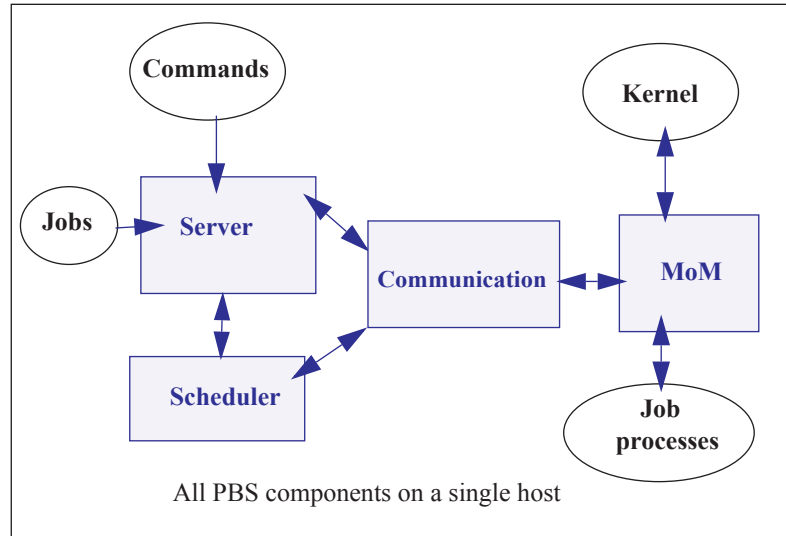 Commands
Kernel
Jobs
Server
Communication
MoM
Scheduler
Job
processes
All PBS components on a single host